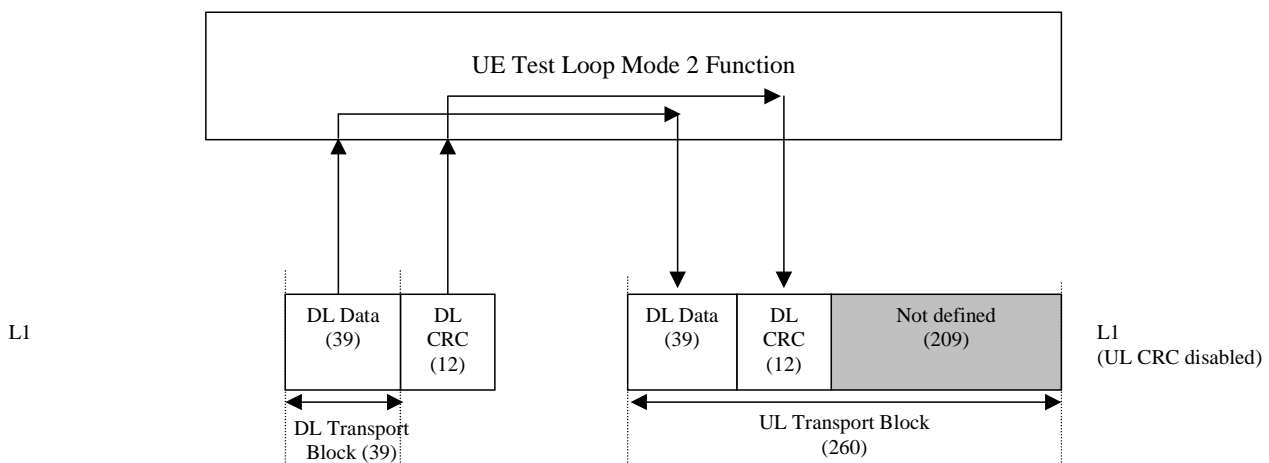 UE Test Loop Mode 2 Function
L1
DL Data
(39)
DL
CRC
(12)
DL Transport
Block (39)
DL Data
(39)
DL
CRC
(12)
Not defined
(209)
UL Transport Block
(260)
L1
(UL CRC disabled)